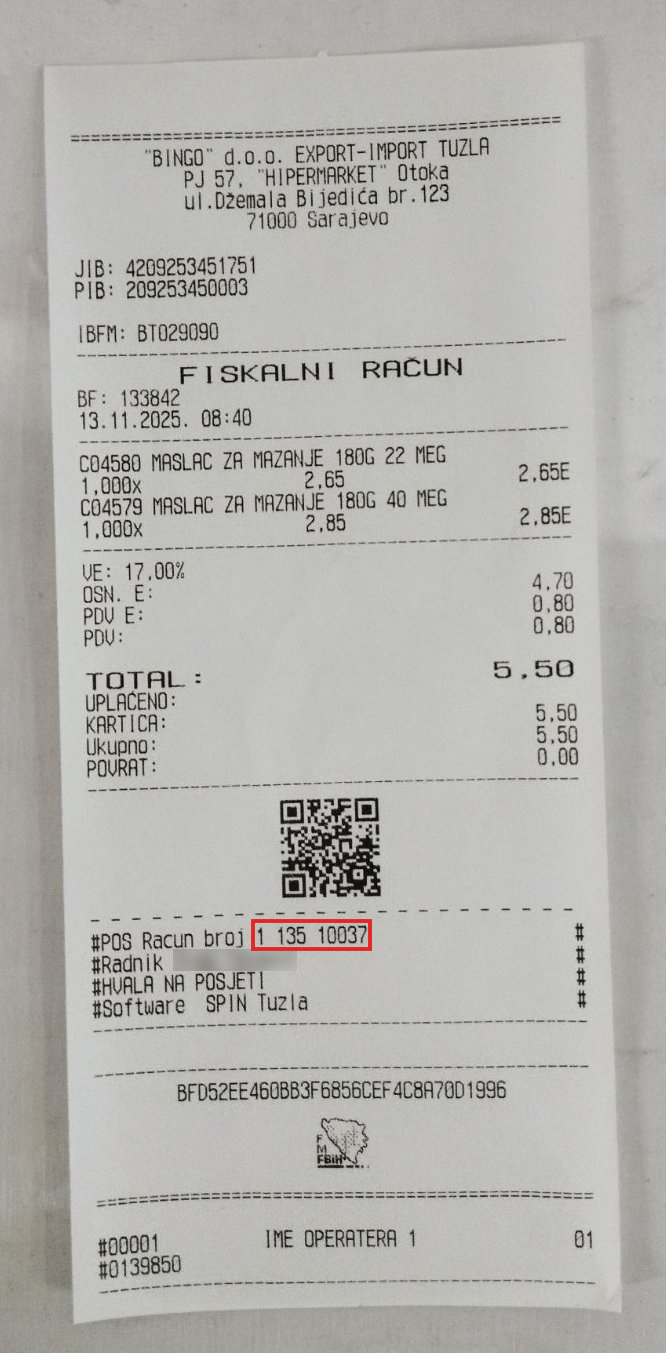 "BINGO" d.o.o. EXPORT-IMPORT TUZLA
PJ 57, "HIPERMARKET" Otoka
ul.Džemala Bijedića br.123
71000 Sarajevo
JIB: 4209253451751
PIB: 209253450003
IBFM: BT029090
FISKALNI RAČUN
BF: 133842
13.11.2025. 08:40
C04580 MASLAC ZA MAZANJE 180G 22 MEG
1,000x 2,65 2,65E
C04579 MASLAC ZA MAZANJE 180G 40 MEG
1,000x 2,85 2,85E
VE: 17,00%
OSN. E: 4,70
PDV E: 0,80
PDV: 0,80
TOTAL: 5,50
UPLAĆENO:
KARTICA: 5,50
Ukupno: 5,50
POVRAT: 0,00
#POS Racun broj 1 135 10037 #
#Radnik #
#HVALA NA POSJETI #
#Software SPIN Tuzla #
BFD52EE460BB3F6856CEF4C8A70D1996
FM
FBiH
#00001 IME OPERATERA 1 01
#0139850